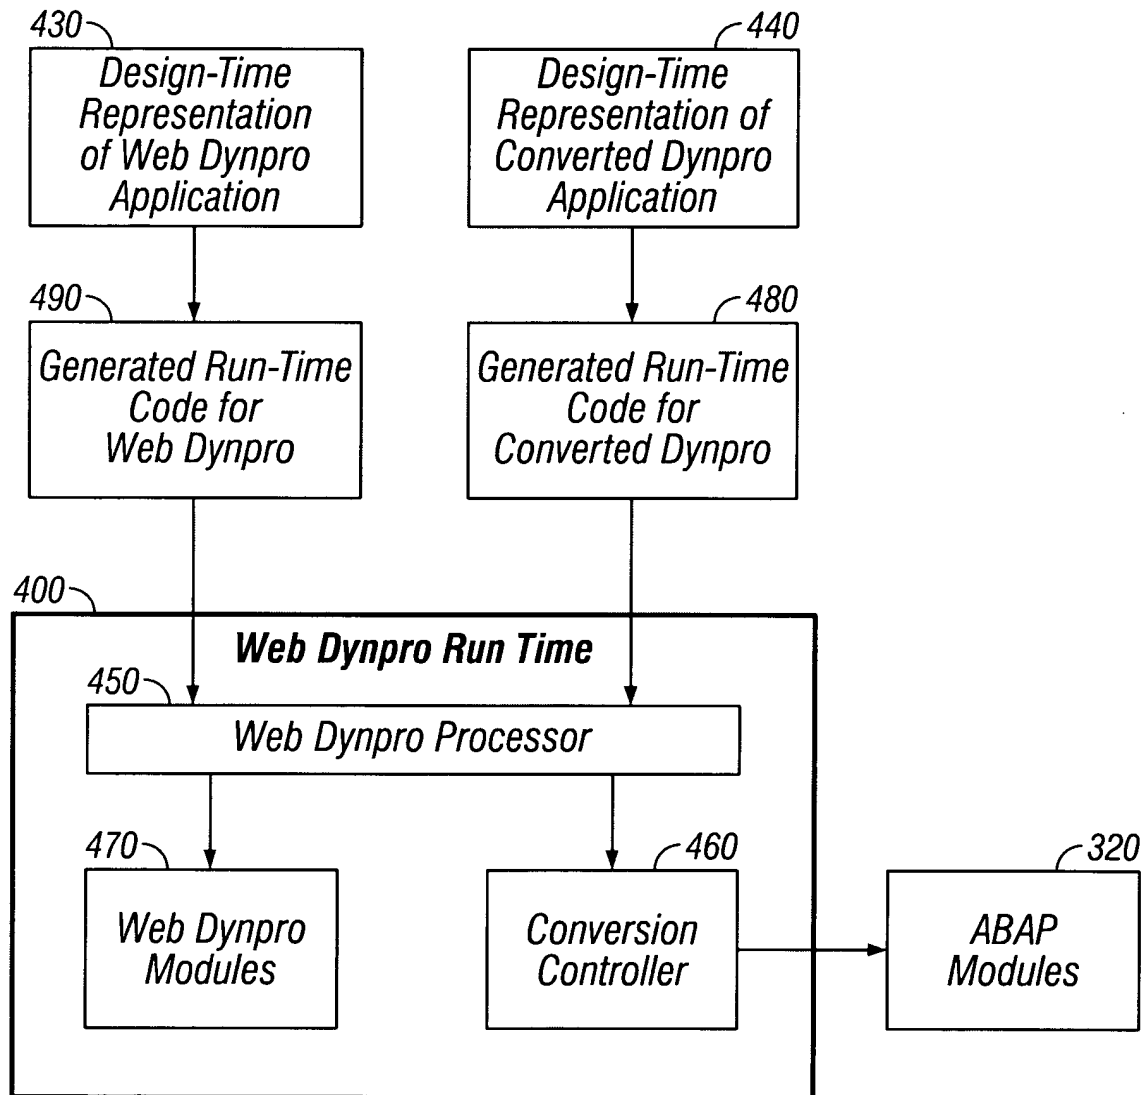 430
Design-Time
Representation
of Web Dynpro
Application
440
Design-Time
Representation of
Converted Dynpro
Application
490
Generated Run-Time
Code for
Web Dynpro
480
Generated Run-Time
Code for
Converted Dynpro
400
Web Dynpro Run Time
450
Web Dynpro Processor
470
Web Dynpro
Modules
460
Conversion
Controller
320
ABAP
Modules